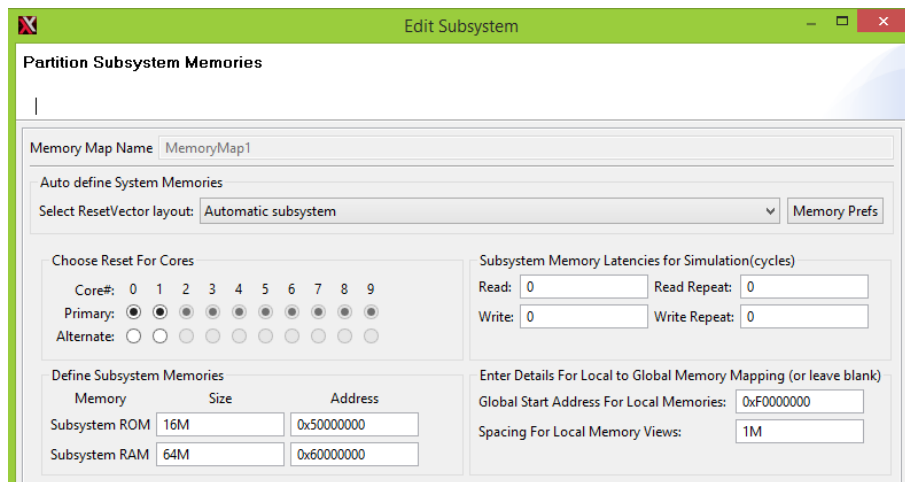 Edit Subsystem
Partition Subsystem Memories
Memory Map Name MemoryMap1
Auto define System Memories
Select ResetVector layout: Automatic subsystem Memory Prefs
Choose Reset For Cores
Core#: 0 1 2 3 4 5 6 7 8 9
Primary:
Alternate:
Subsystem Memory Latencies for Simulation(cycles)
Read: 0 Read Repeat: 0
Write: 0 Write Repeat: 0
Define Subsystem Memories
Memory Size Address
Subsystem ROM 16M 0x50000000
Subsystem RAM 64M 0x60000000
Enter Details For Local to Global Memory Mapping (or leave blank)
Global Start Address For Local Memories: 0xF0000000
Spacing For Local Memory Views: 1M